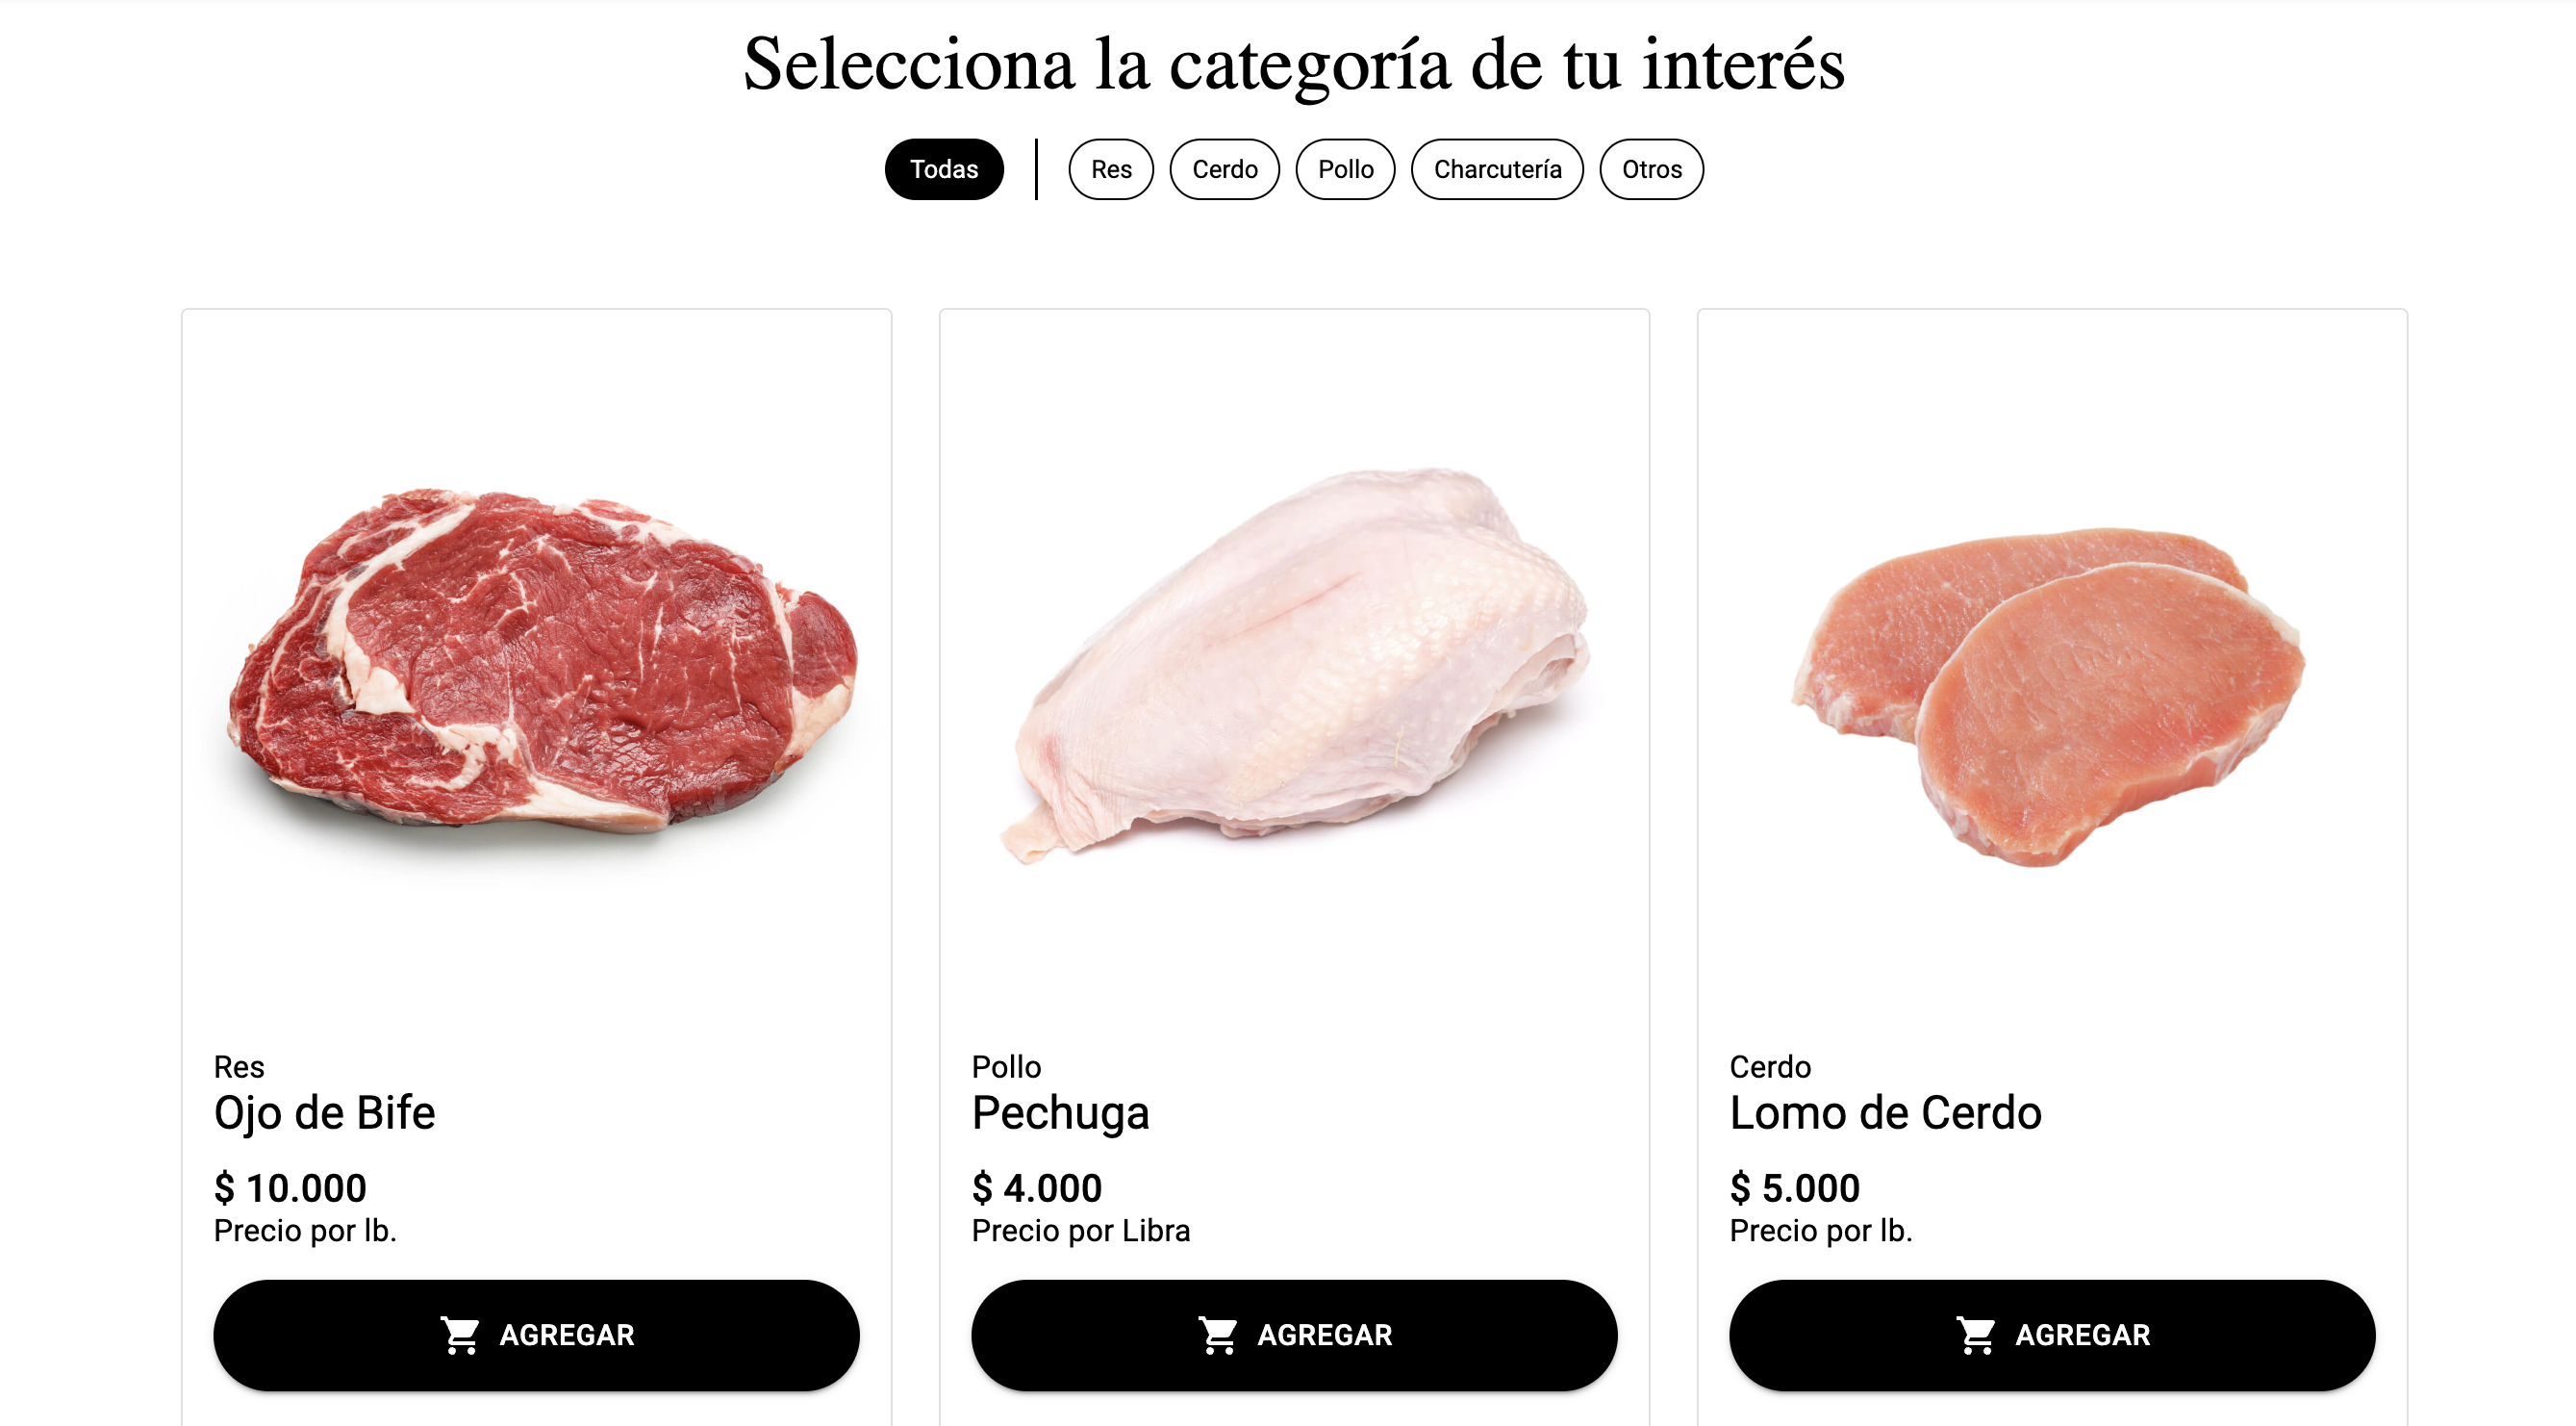 Selecciona la categoría de tu interés
Todas Res Cerdo Pollo Charcutería Otros
Res
Ojo de Bife
$ 10.000
Precio por lb.
AGREGAR
Pollo
Pechuga
$ 4.000
Precio por Libra
AGREGAR
Cerdo
Lomo de Cerdo
$ 5.000
Precio por lb.
AGREGAR